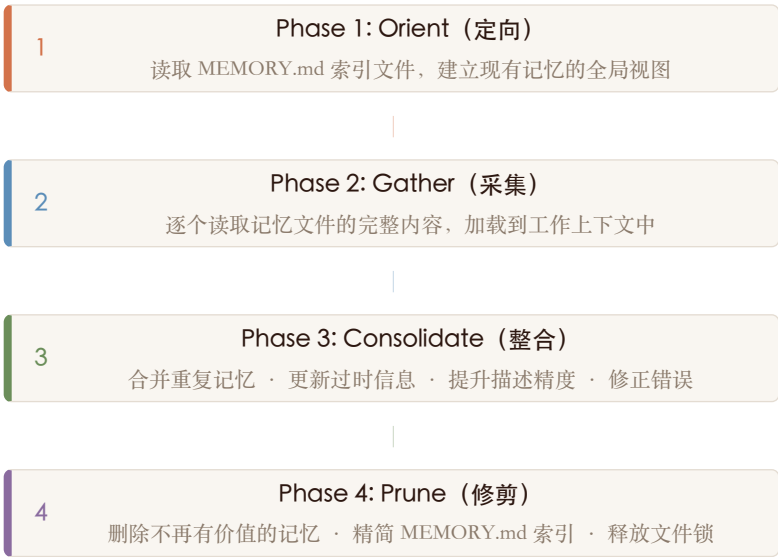 1
Phase 1: Orient（定向）
读取 MEMORY.md 索引文件，建立现有记忆的全局视图
2
Phase 2: Gather（采集）
逐个读取记忆文件的完整内容，加载到工作上下文中
3
Phase 3: Consolidate（整合）
合并重复记忆 · 更新过时信息 · 提升描述精度 · 修正错误
4
Phase 4: Prune（修剪）
删除不再有价值的记忆 · 精简 MEMORY.md 索引 · 释放文件锁